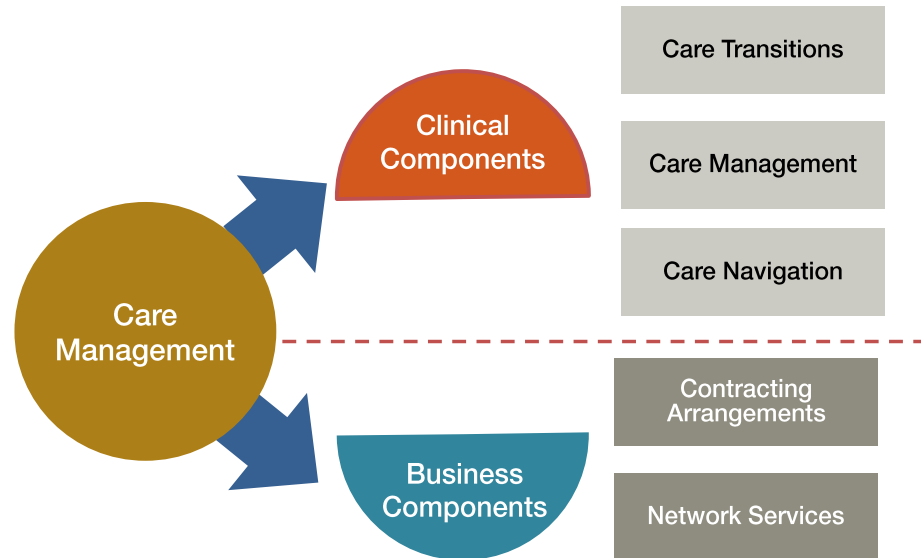 Care
Management
Clinical
Components
Care Transitions
Care Management
Care Navigation
Business
Components
Contracting
Arrangements
Network Services